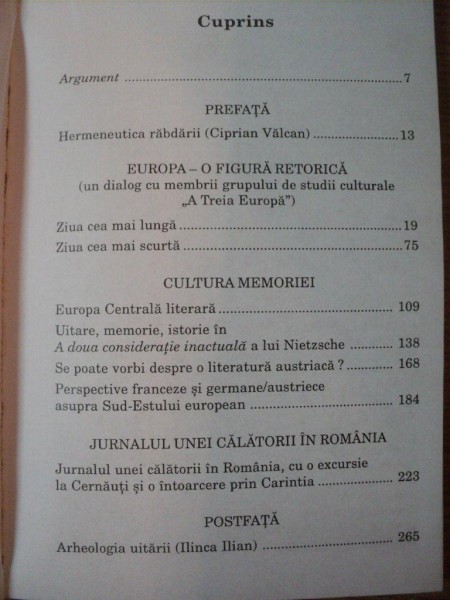 Cuprins
Argument ................................................................ 7
PREFAȚĂ
Hermeneutica răbdării (Ciprian Vălcan) ................... 13
EUROPA – O FIGURĂ RETORICĂ
(un dialog cu membrii grupului de studii culturale
„A Treia Europă”)
Ziua cea mai lungă .................................................. 19
Ziua cea mai scurtă ................................................. 75
CULTURA MEMORIEI
Europa Centrală literară ........................................ 109
Uitare, memorie, istorie în
A doua considerație inactuală a lui Nietzsche ........... 138
Se poate vorbi despre o literatură austriacă ? .......... 168
Perspective franceze și germane/austriece
asupra Sud-Estului european ................................. 184
JURNALUL UNEI CĂLĂTORII ÎN ROMÂNIA
Jurnalul unei călătorii în România, cu o excursie
la Cernăuți și o întoarcere prin Carintia ................. 223
POSTFAȚĂ
Arheologia uitării (Ilinca Ilian) ............................... 265